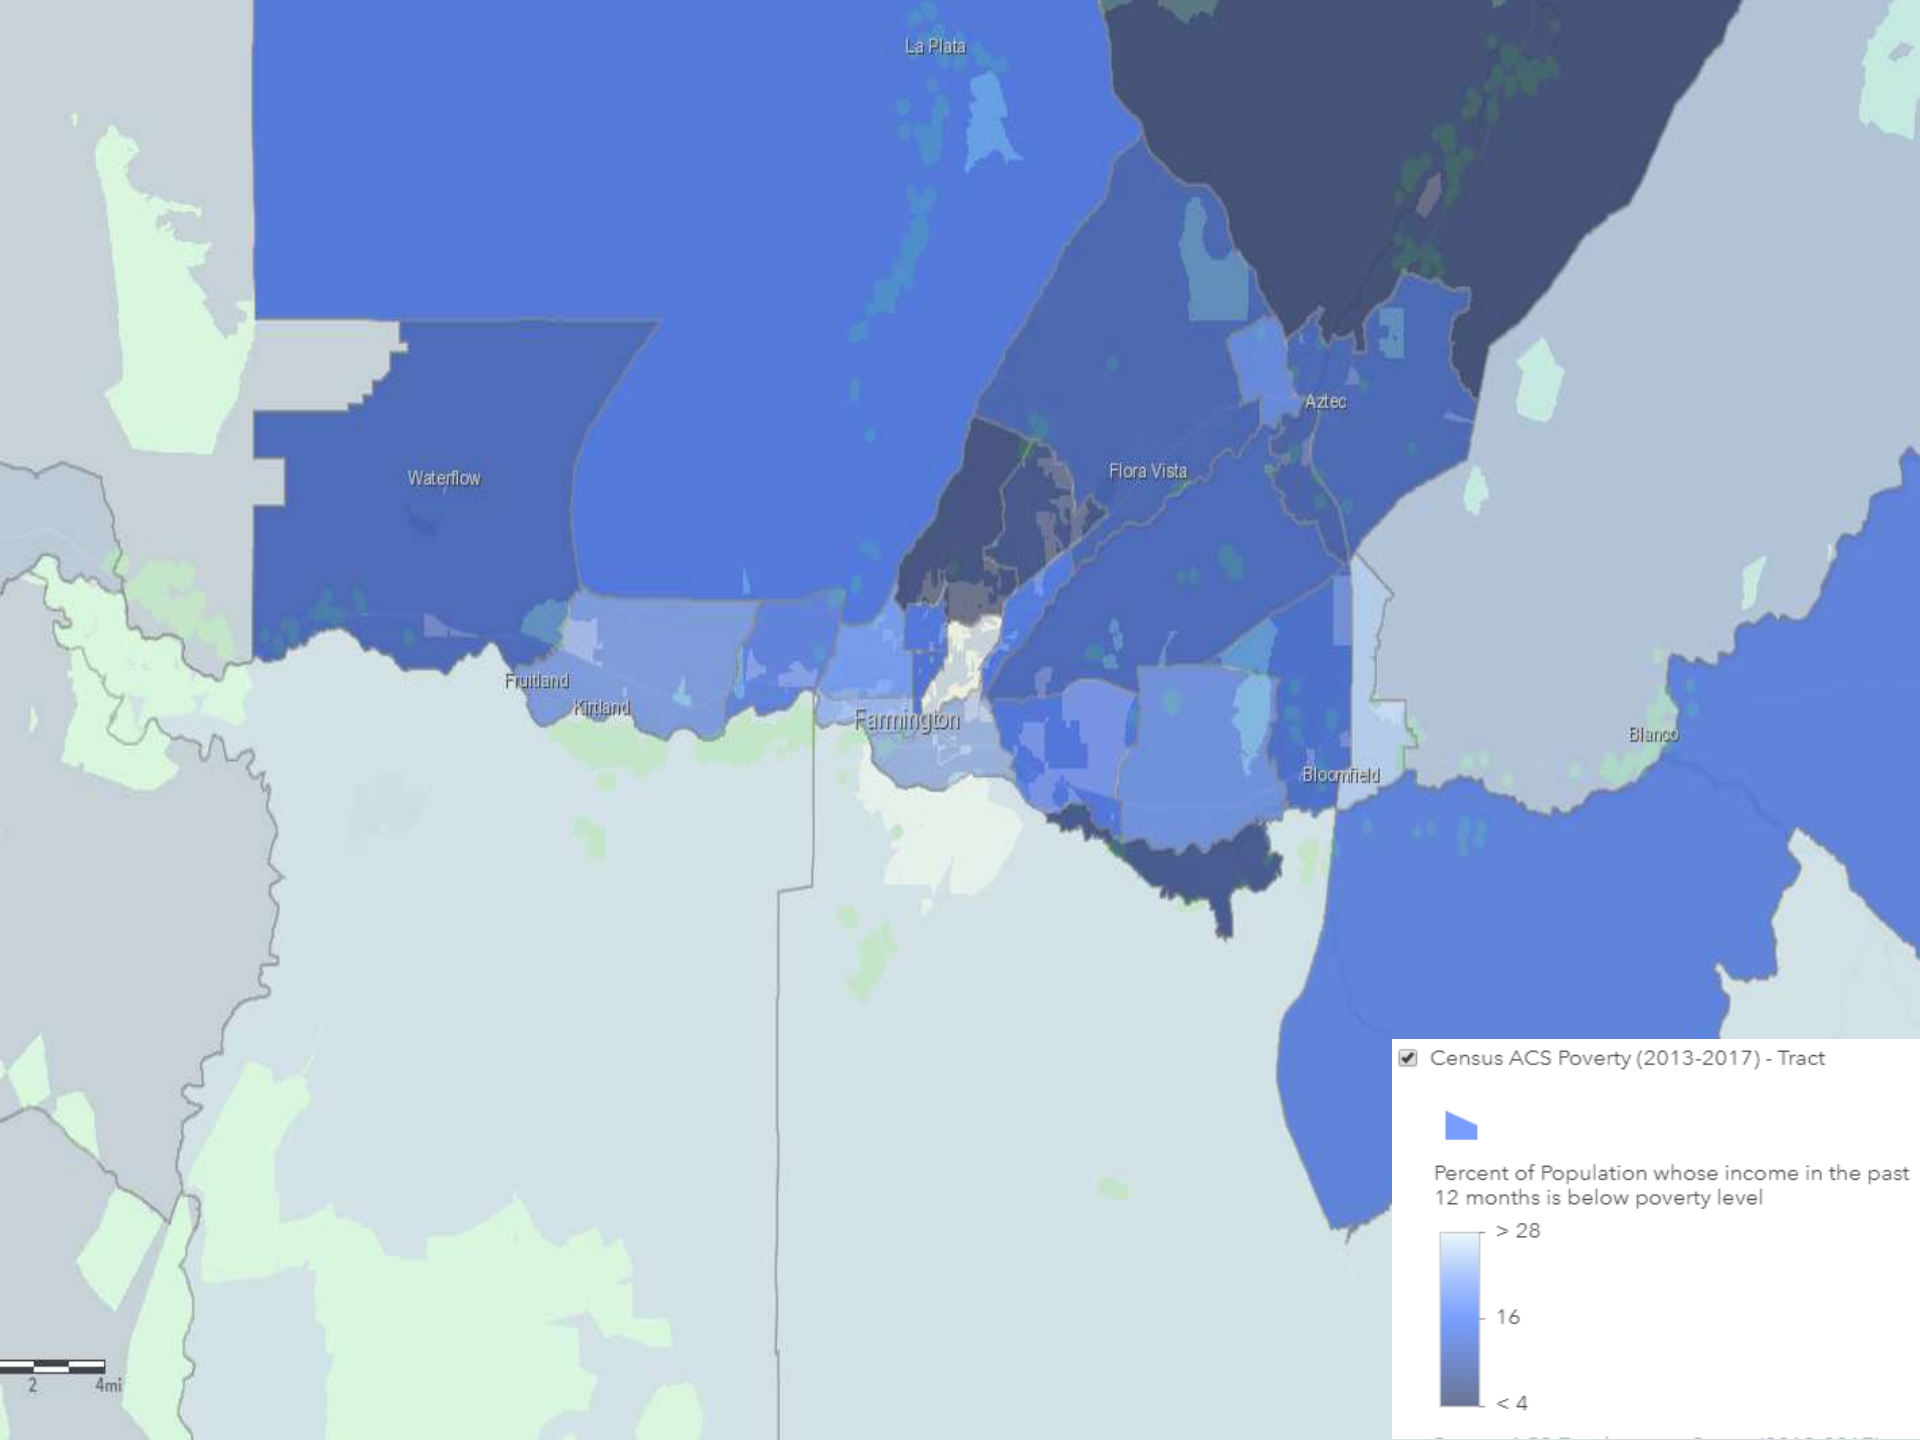 La Plata
Aztec
Flora Vista
Waterflow
Fruitland
Kirtland
Farmington
Blanco
Bloomfield
Census ACS Poverty (2013-2017) - Tract
Percent of Population whose income in the past
12 months is below poverty level
> 28
16
< 4
2 4mi